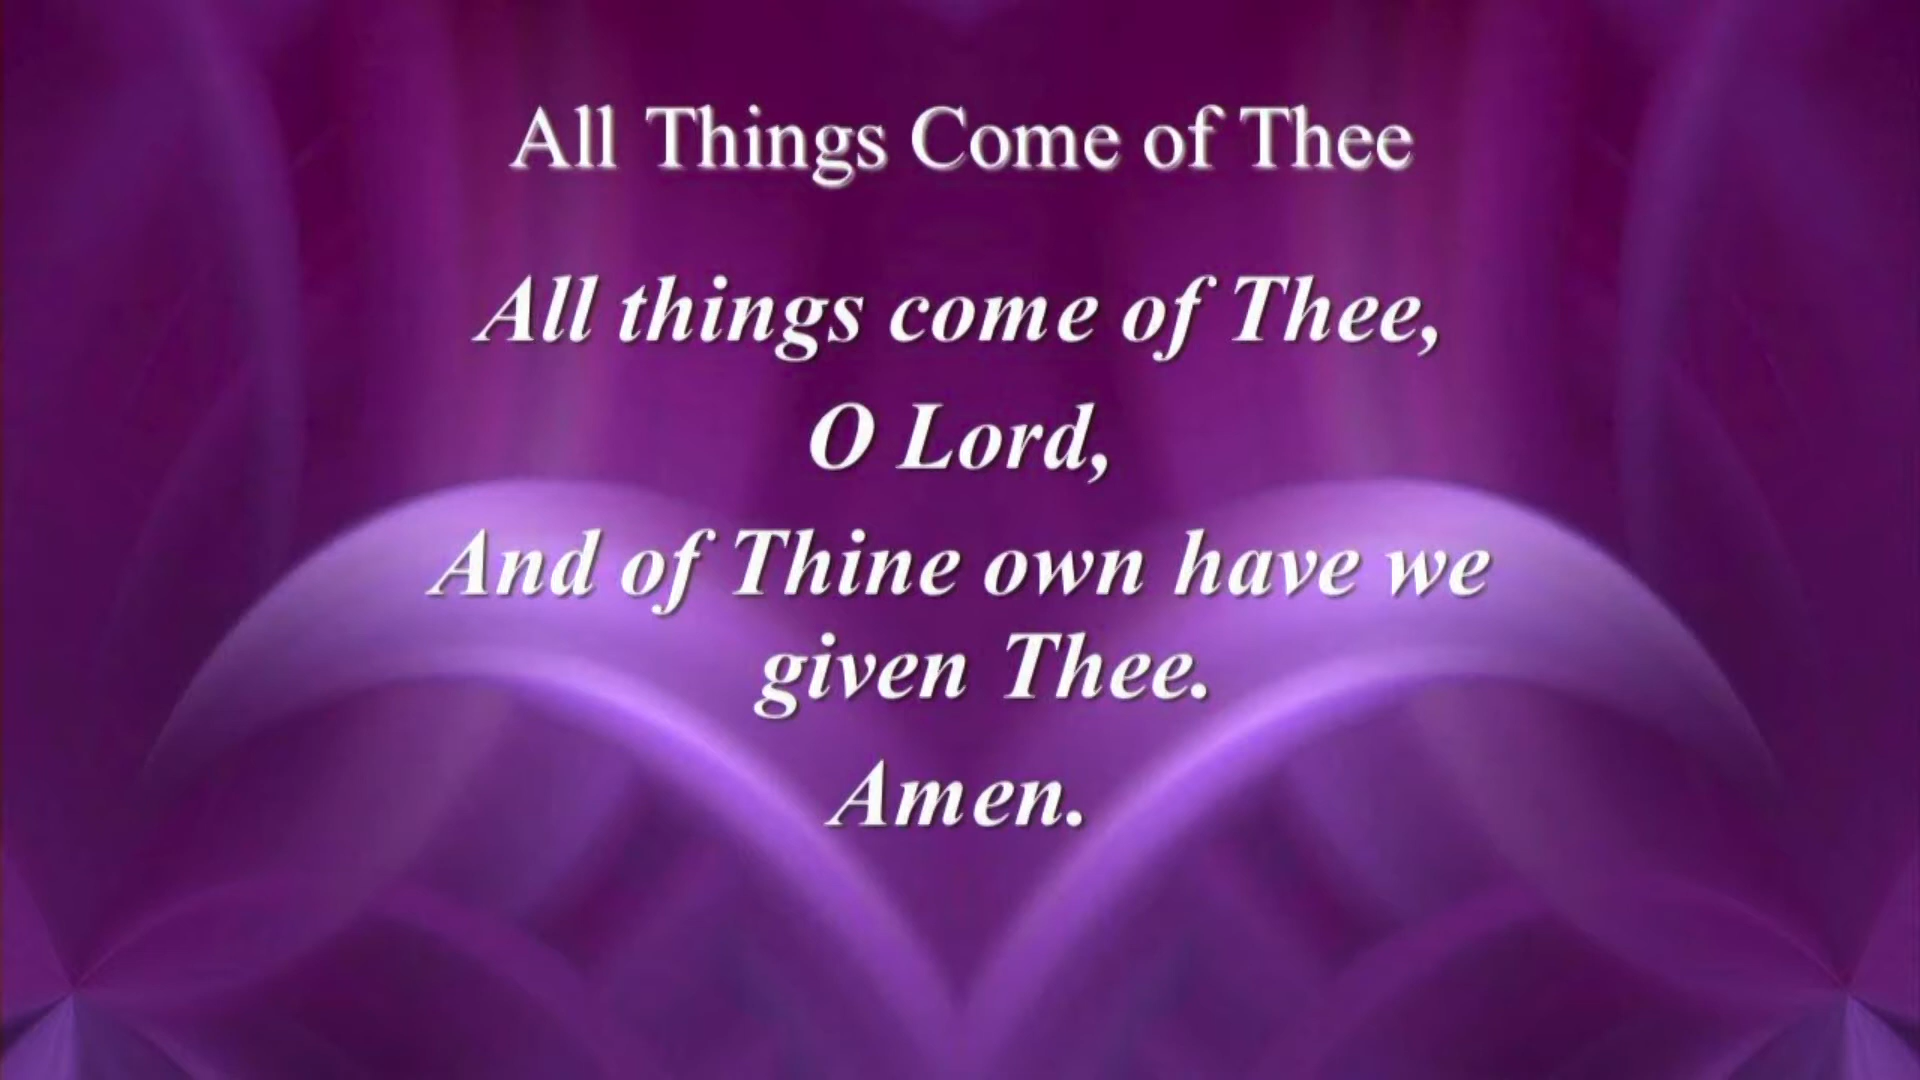 All Things Come of Thee
All things come of Thee,
O Lord,
And of Thine own have we
given Thee.
Amen.